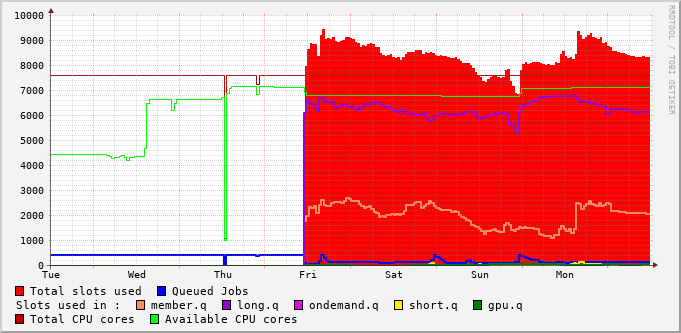 RRDTOOL / TOBI OETIKER
10000
9000
8000
7000
6000
5000
4000
3000
2000
1000
0
Tue Wed Thu Fri Sat Sun Mon
Total slots used Queued Jobs
Slots used in : member.q long.q ondemand.q short.q gpu.q
Total CPU cores Available CPU cores